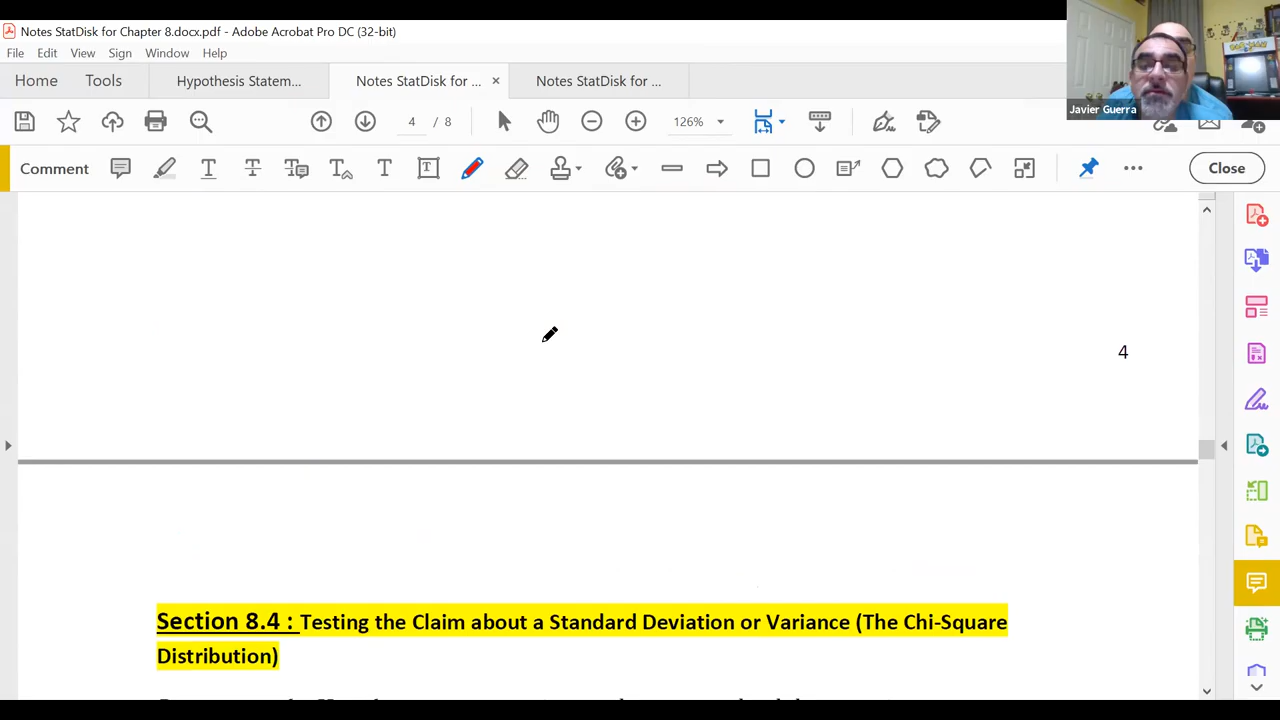 Notes StatDisk for Chapter 8.docx.pdf - Adobe Acrobat Pro DC (32-bit)
File Edit View Sign Window Help
Javier Guerra
Home Tools Hypothesis Statem... Notes StatDisk for ... × Notes StatDisk for ...
4 / 8 126%
Comment Close
4
Section 8.4 : Testing the Claim about a Standard Deviation or Variance (The Chi-Square
Distribution)